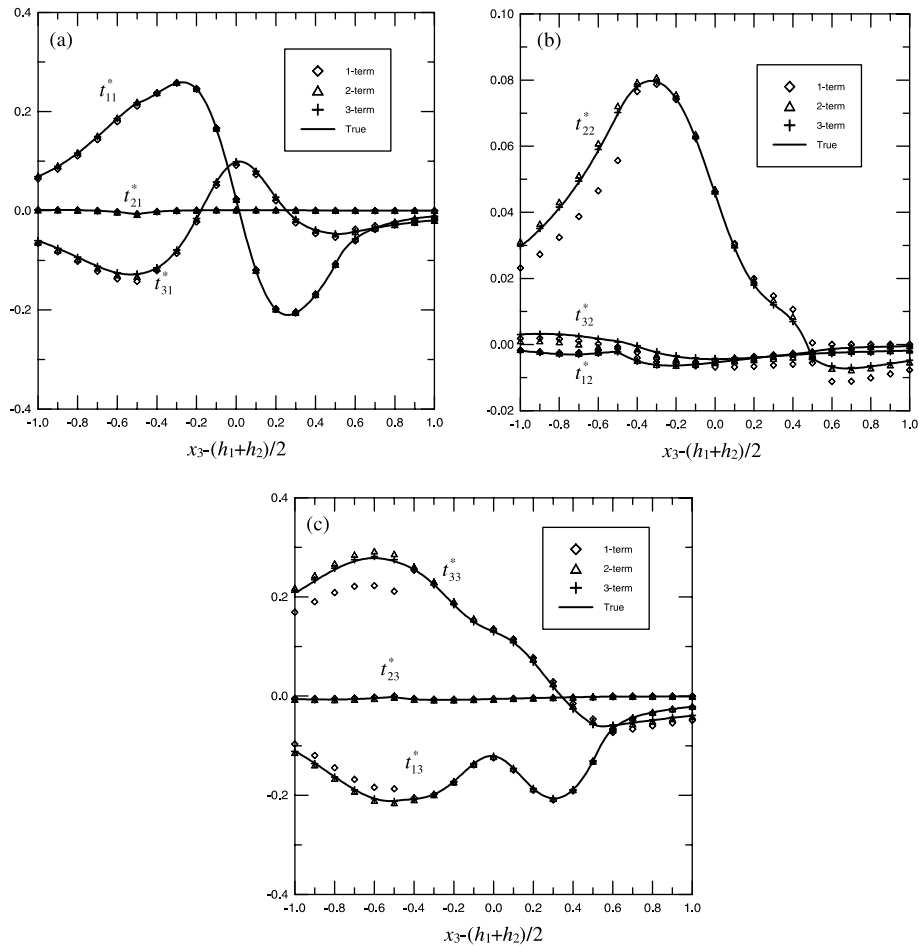 (a)
0.4
0.2
0.0
-0.2
-0.4
-1.0 -0.8 -0.6 -0.4 -0.2 0.0 0.2 0.4 0.6 0.8 1.0
x3-(h1+h2)/2
t*11
t*21
t*31
1-term
2-term
3-term
True
(b)
0.10
0.08
0.06
0.04
0.02
0.00
-0.02
-1.0 -0.8 -0.6 -0.4 -0.2 0.0 0.2 0.4 0.6 0.8 1.0
x3-(h1+h2)/2
t*22
t*32
t*12
1-term
2-term
3-term
True
(c)
0.4
0.2
0.0
-0.2
-0.4
-1.0 -0.8 -0.6 -0.4 -0.2 0.0 0.2 0.4 0.6 0.8 1.0
x3-(h1+h2)/2
t*33
t*23
t*13
1-term
2-term
3-term
True